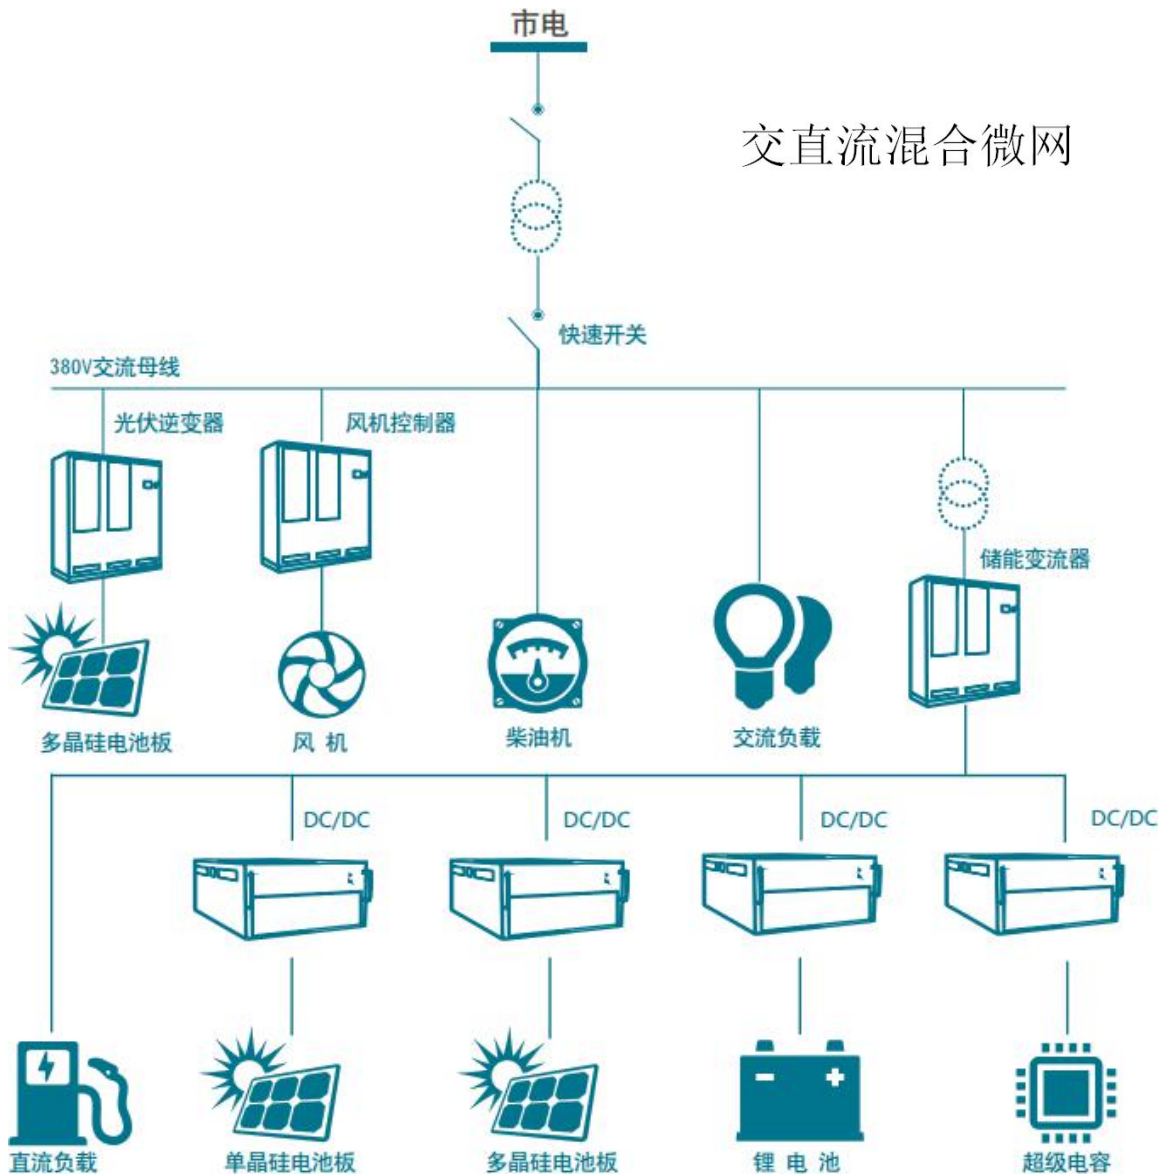 市电
交直流混合微网
快速开关
380V交流母线
光伏逆变器
风机控制器
储能变流器
多晶硅电池板
风 机
柴油机
交流负载
DC/DC
DC/DC
DC/DC
DC/DC
直流负载
单晶硅电池板
多晶硅电池板
锂 电 池
超级电容